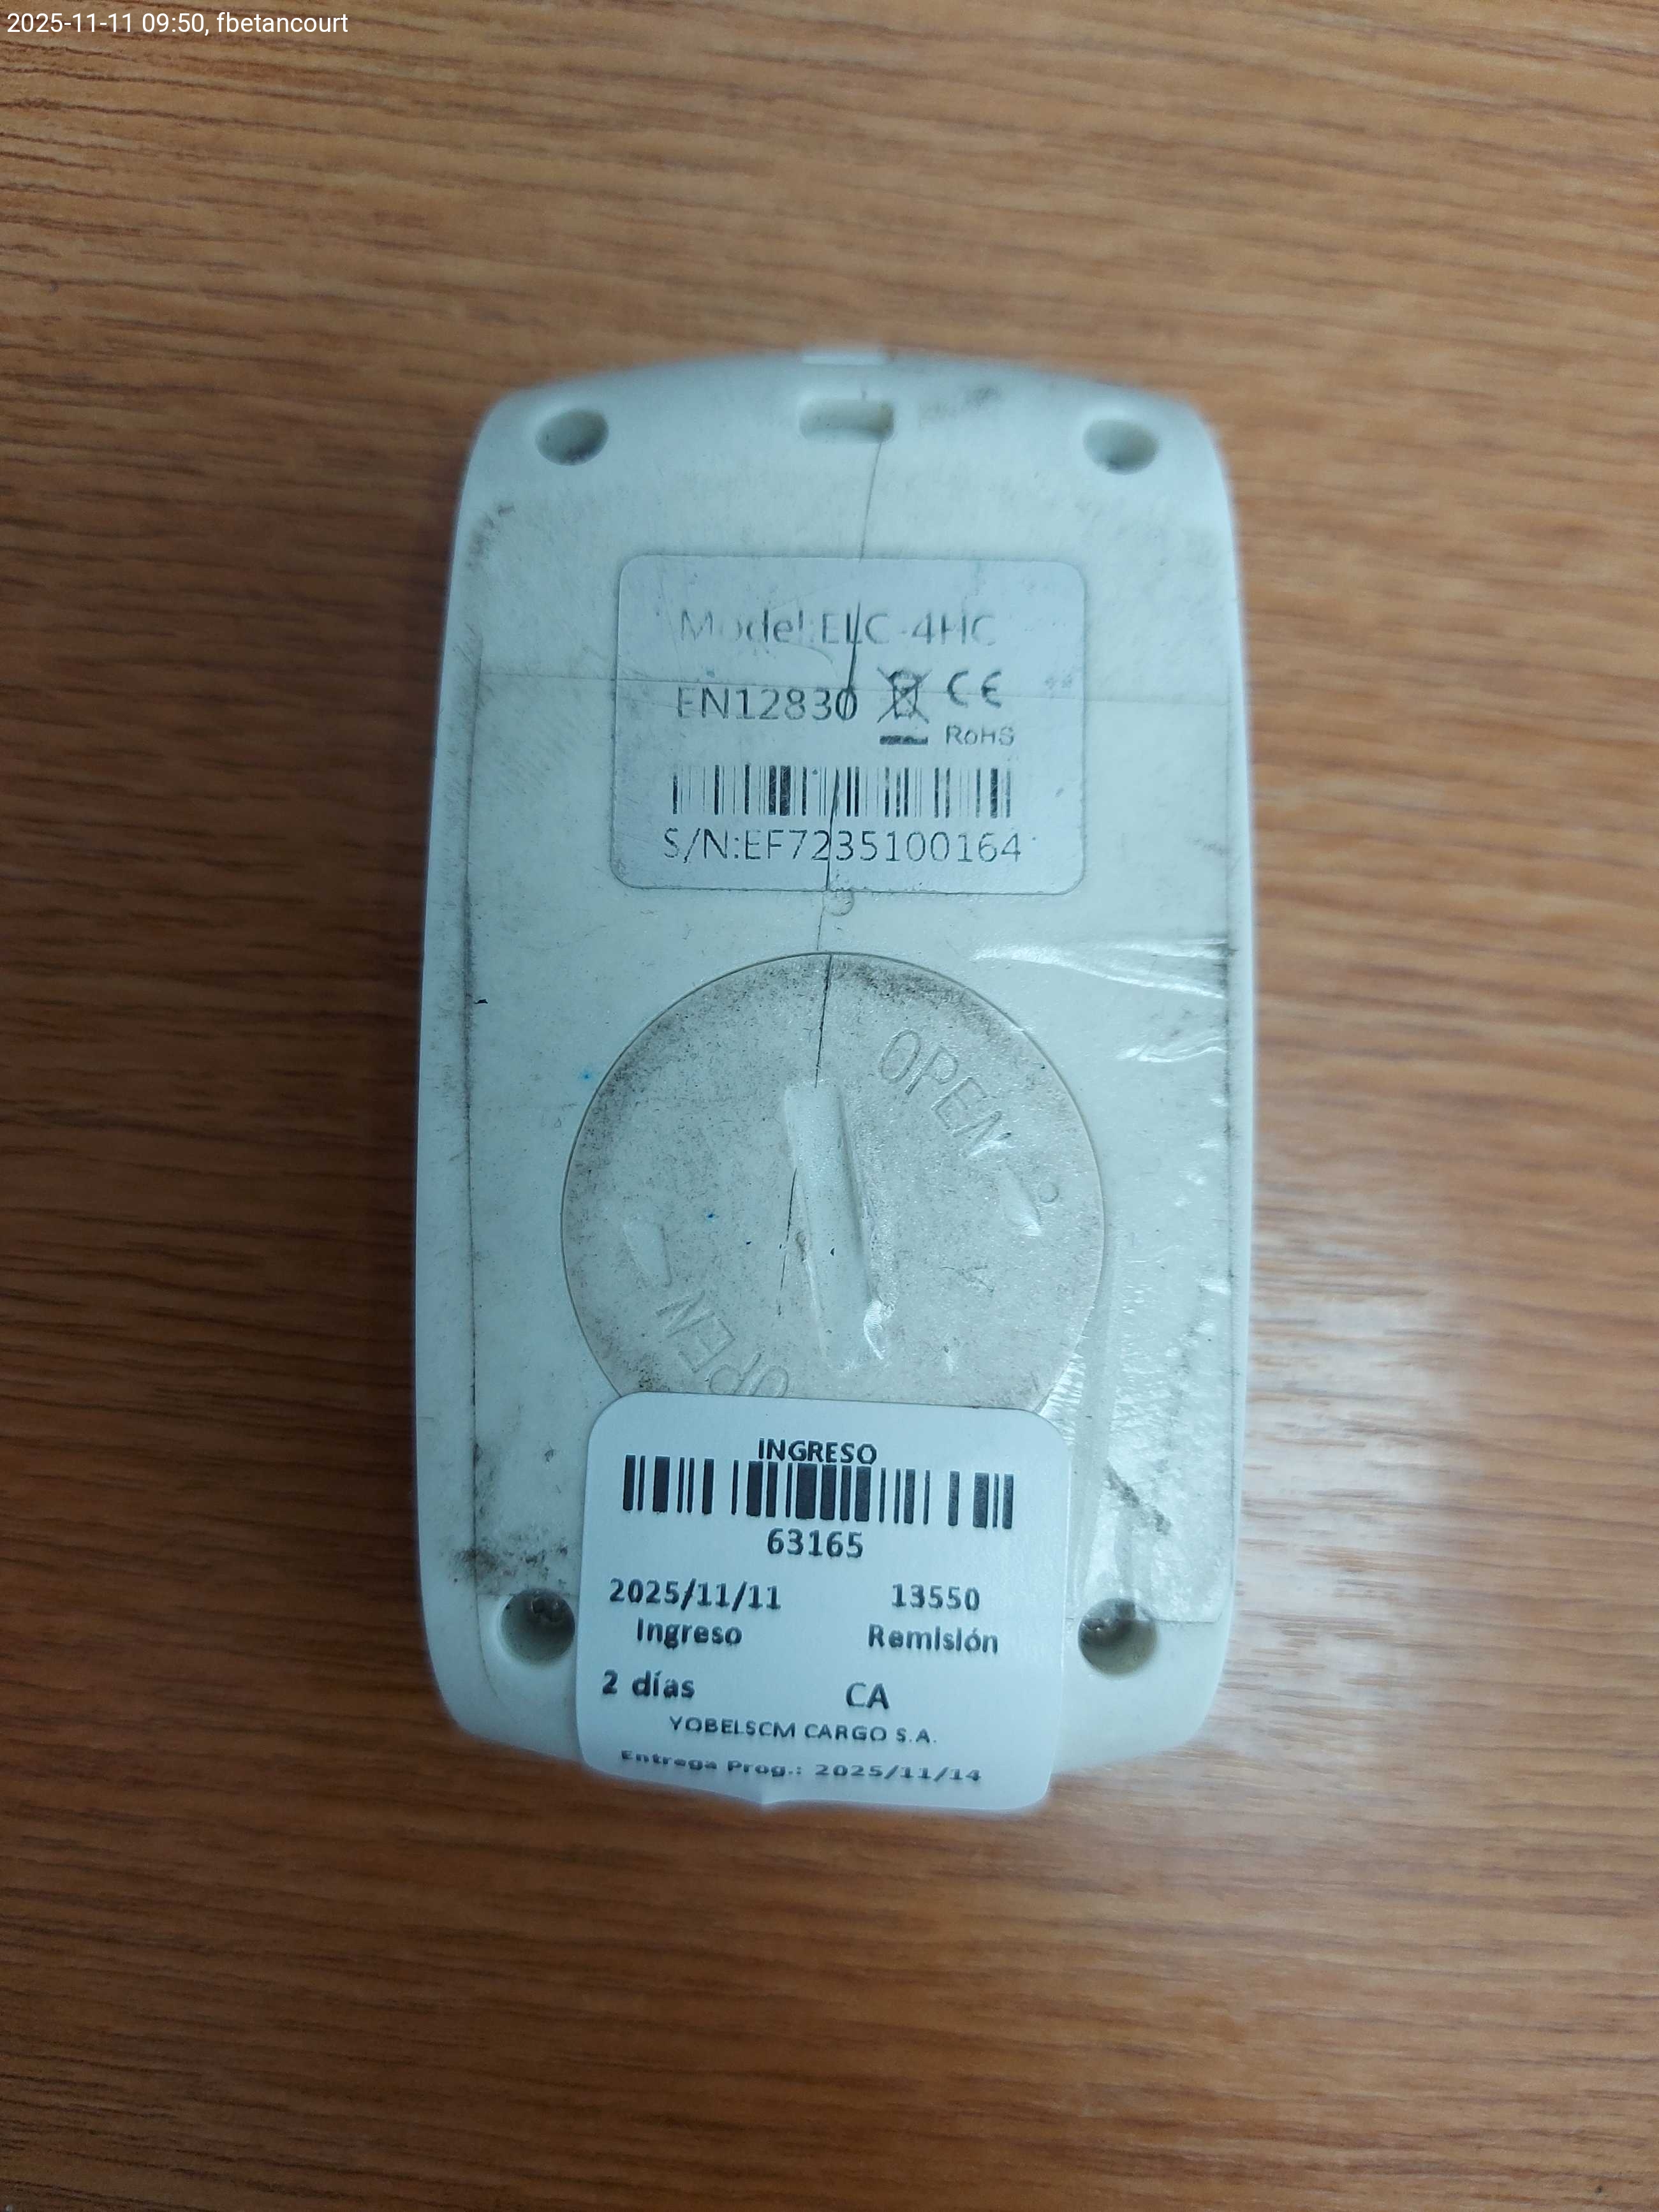 2025-11-11 09:50, fbetancourt
Model:ELC-4HC
EN12830 CE
RoHS
S/N:EF7235100164
OPEN
OPEN
INGRESO
63165
2025/11/11 13550
Ingreso Remisión
2 días CA
YOBELSCM CARGO S.A.
Entrega Prog.: 2025/11/14